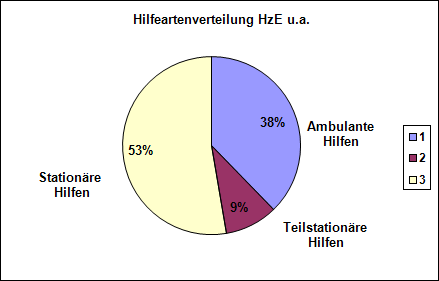 Hilfeartenverteilung HzE u.a.
38%
Ambulante
Hilfen
53%
Stationäre
Hilfen
9%
Teilstationäre
Hilfen
1
2
3